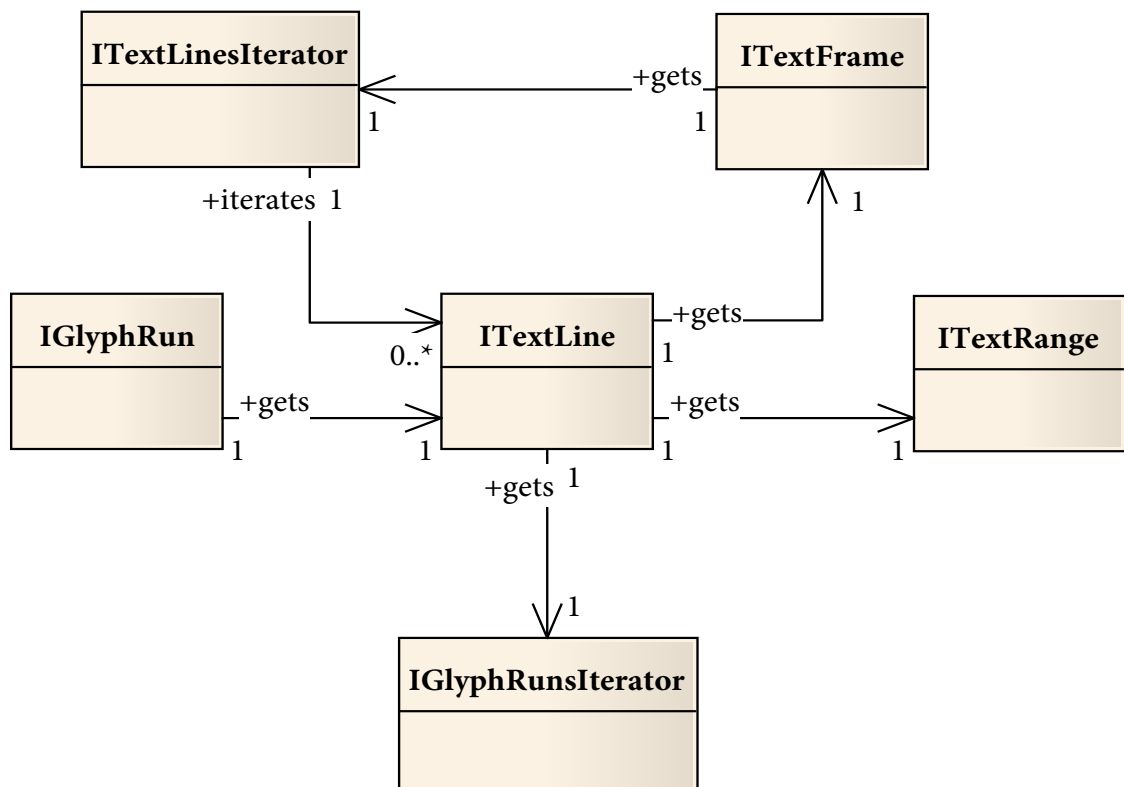 ITextLinesIterator
ITextFrame
+gets
1
1
+iterates 1
1
IGlyphRun
ITextLine
ITextRange
+gets
0..*
1
+gets
+gets
1
1
1
1
+gets 1
1
IGlyphRunsIterator